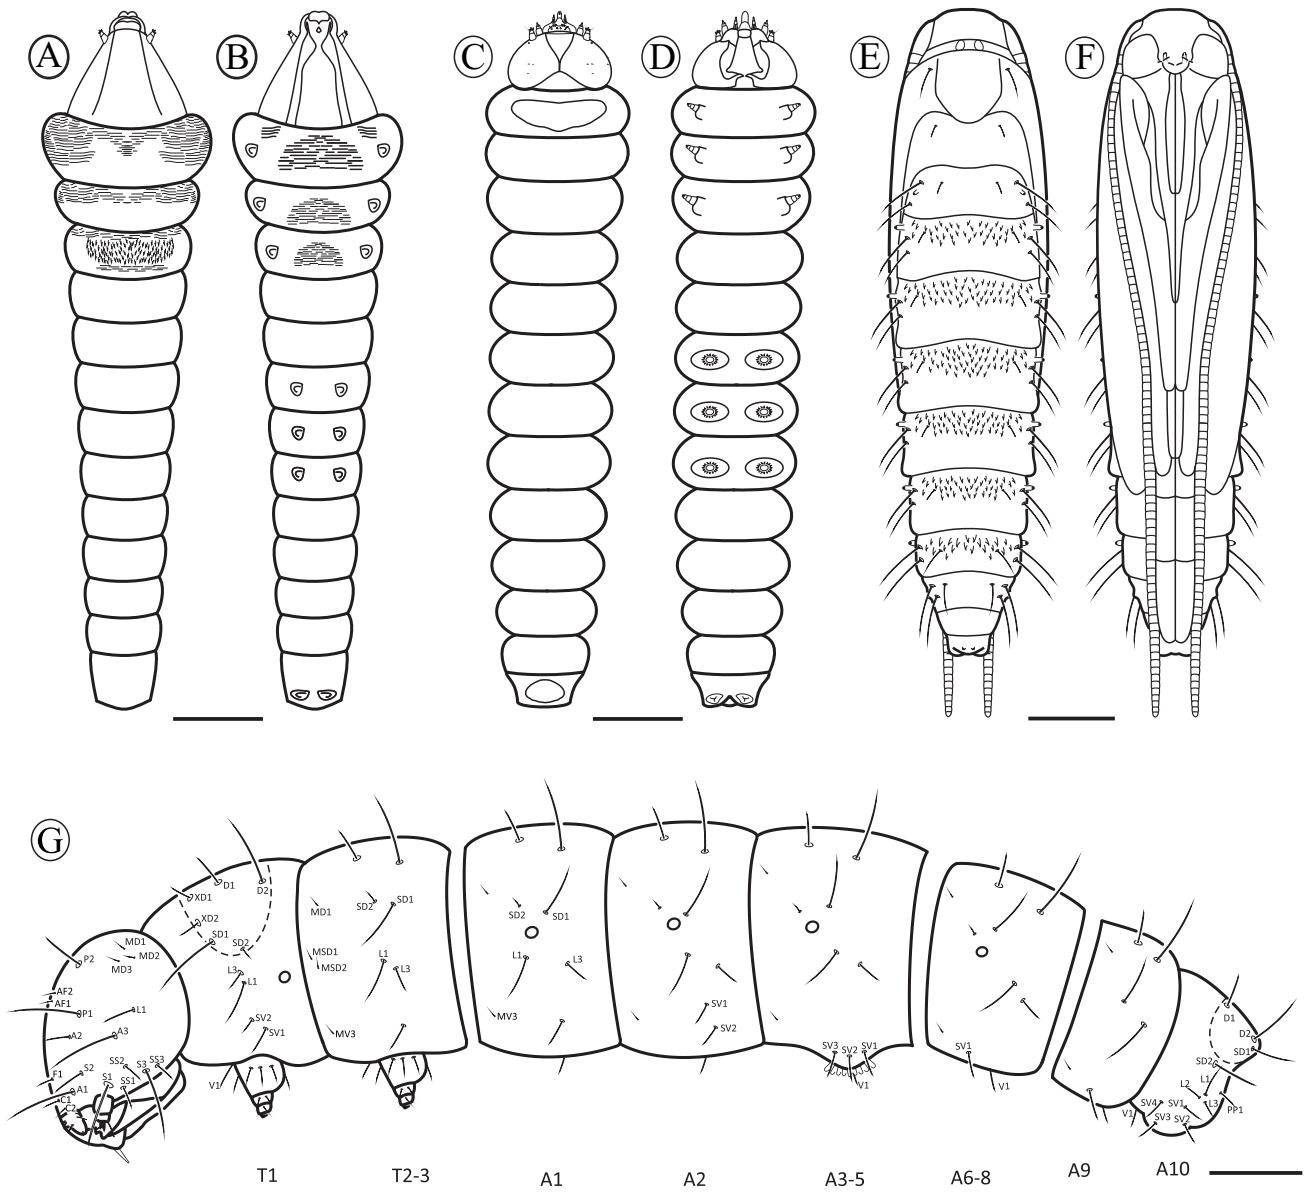 A B C D E F
G
D1 D2
XD1
XD2
SD1 SD2
L3 L1
SV2 SV1
V1
P2 MD1 MD2 MD3
AF2
AF1
P1 L1
A2 A3
F1 S2 SS2 S3 SS3
A1 S1 SS1
C1
C2
MD1 SD2 SD1
MSD1
MSD2 L1 L3
MV3
SD2 SD1
L1 L3
MV3
SV1
SV2
SV3 SV2 SV1
V1
SV1
V1
D1
D2
SD1
SD2
L1
L2
L3
PP1
SV4 SV1
V1 SV3 SV2
T1 T2-3 A1 A2 A3-5 A6-8 A9 A10